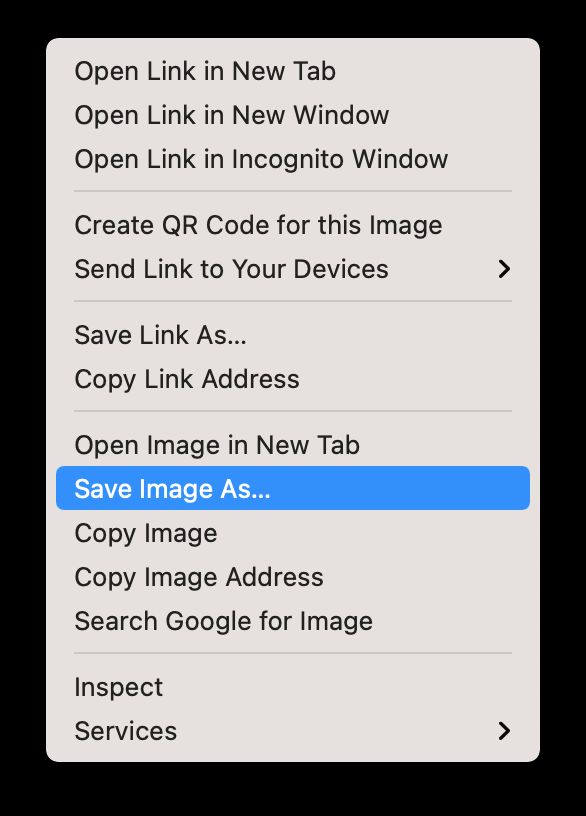 Open Link in New Tab
Open Link in New Window
Open Link in Incognito Window
Create QR Code for this Image
Send Link to Your Devices
Save Link As...
Copy Link Address
Open Image in New Tab
Save Image As...
Copy Image
Copy Image Address
Search Google for Image
Inspect
Services